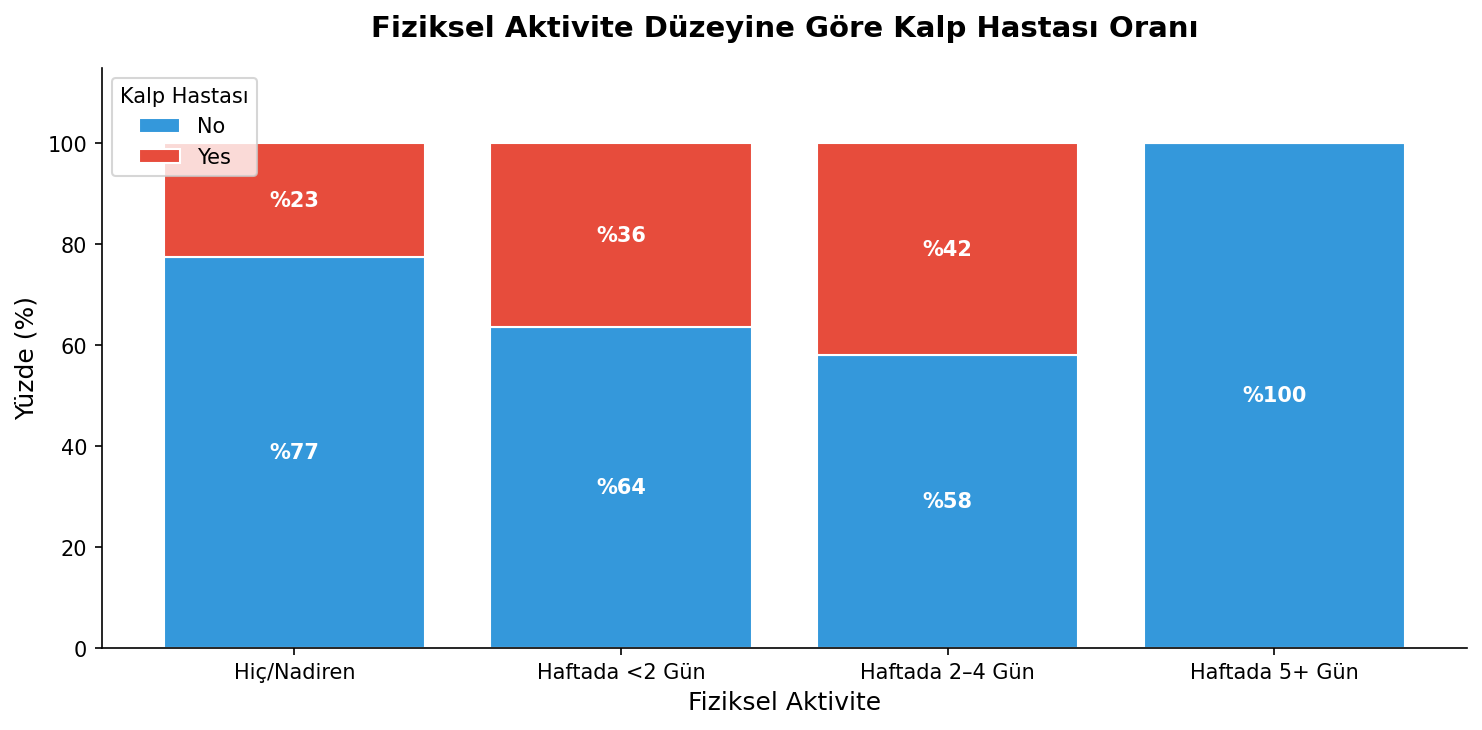 Fiziksel Aktivite Düzeyine Göre Kalp Hastası Oranı
Kalp Hastası
No
Yes
Yüzde (%)
100
80
60
40
20
0
%23
%77
%36
%64
%42
%58
%100
Hiç/Nadiren
Haftada <2 Gün
Haftada 2–4 Gün
Haftada 5+ Gün
Fiziksel Aktivite